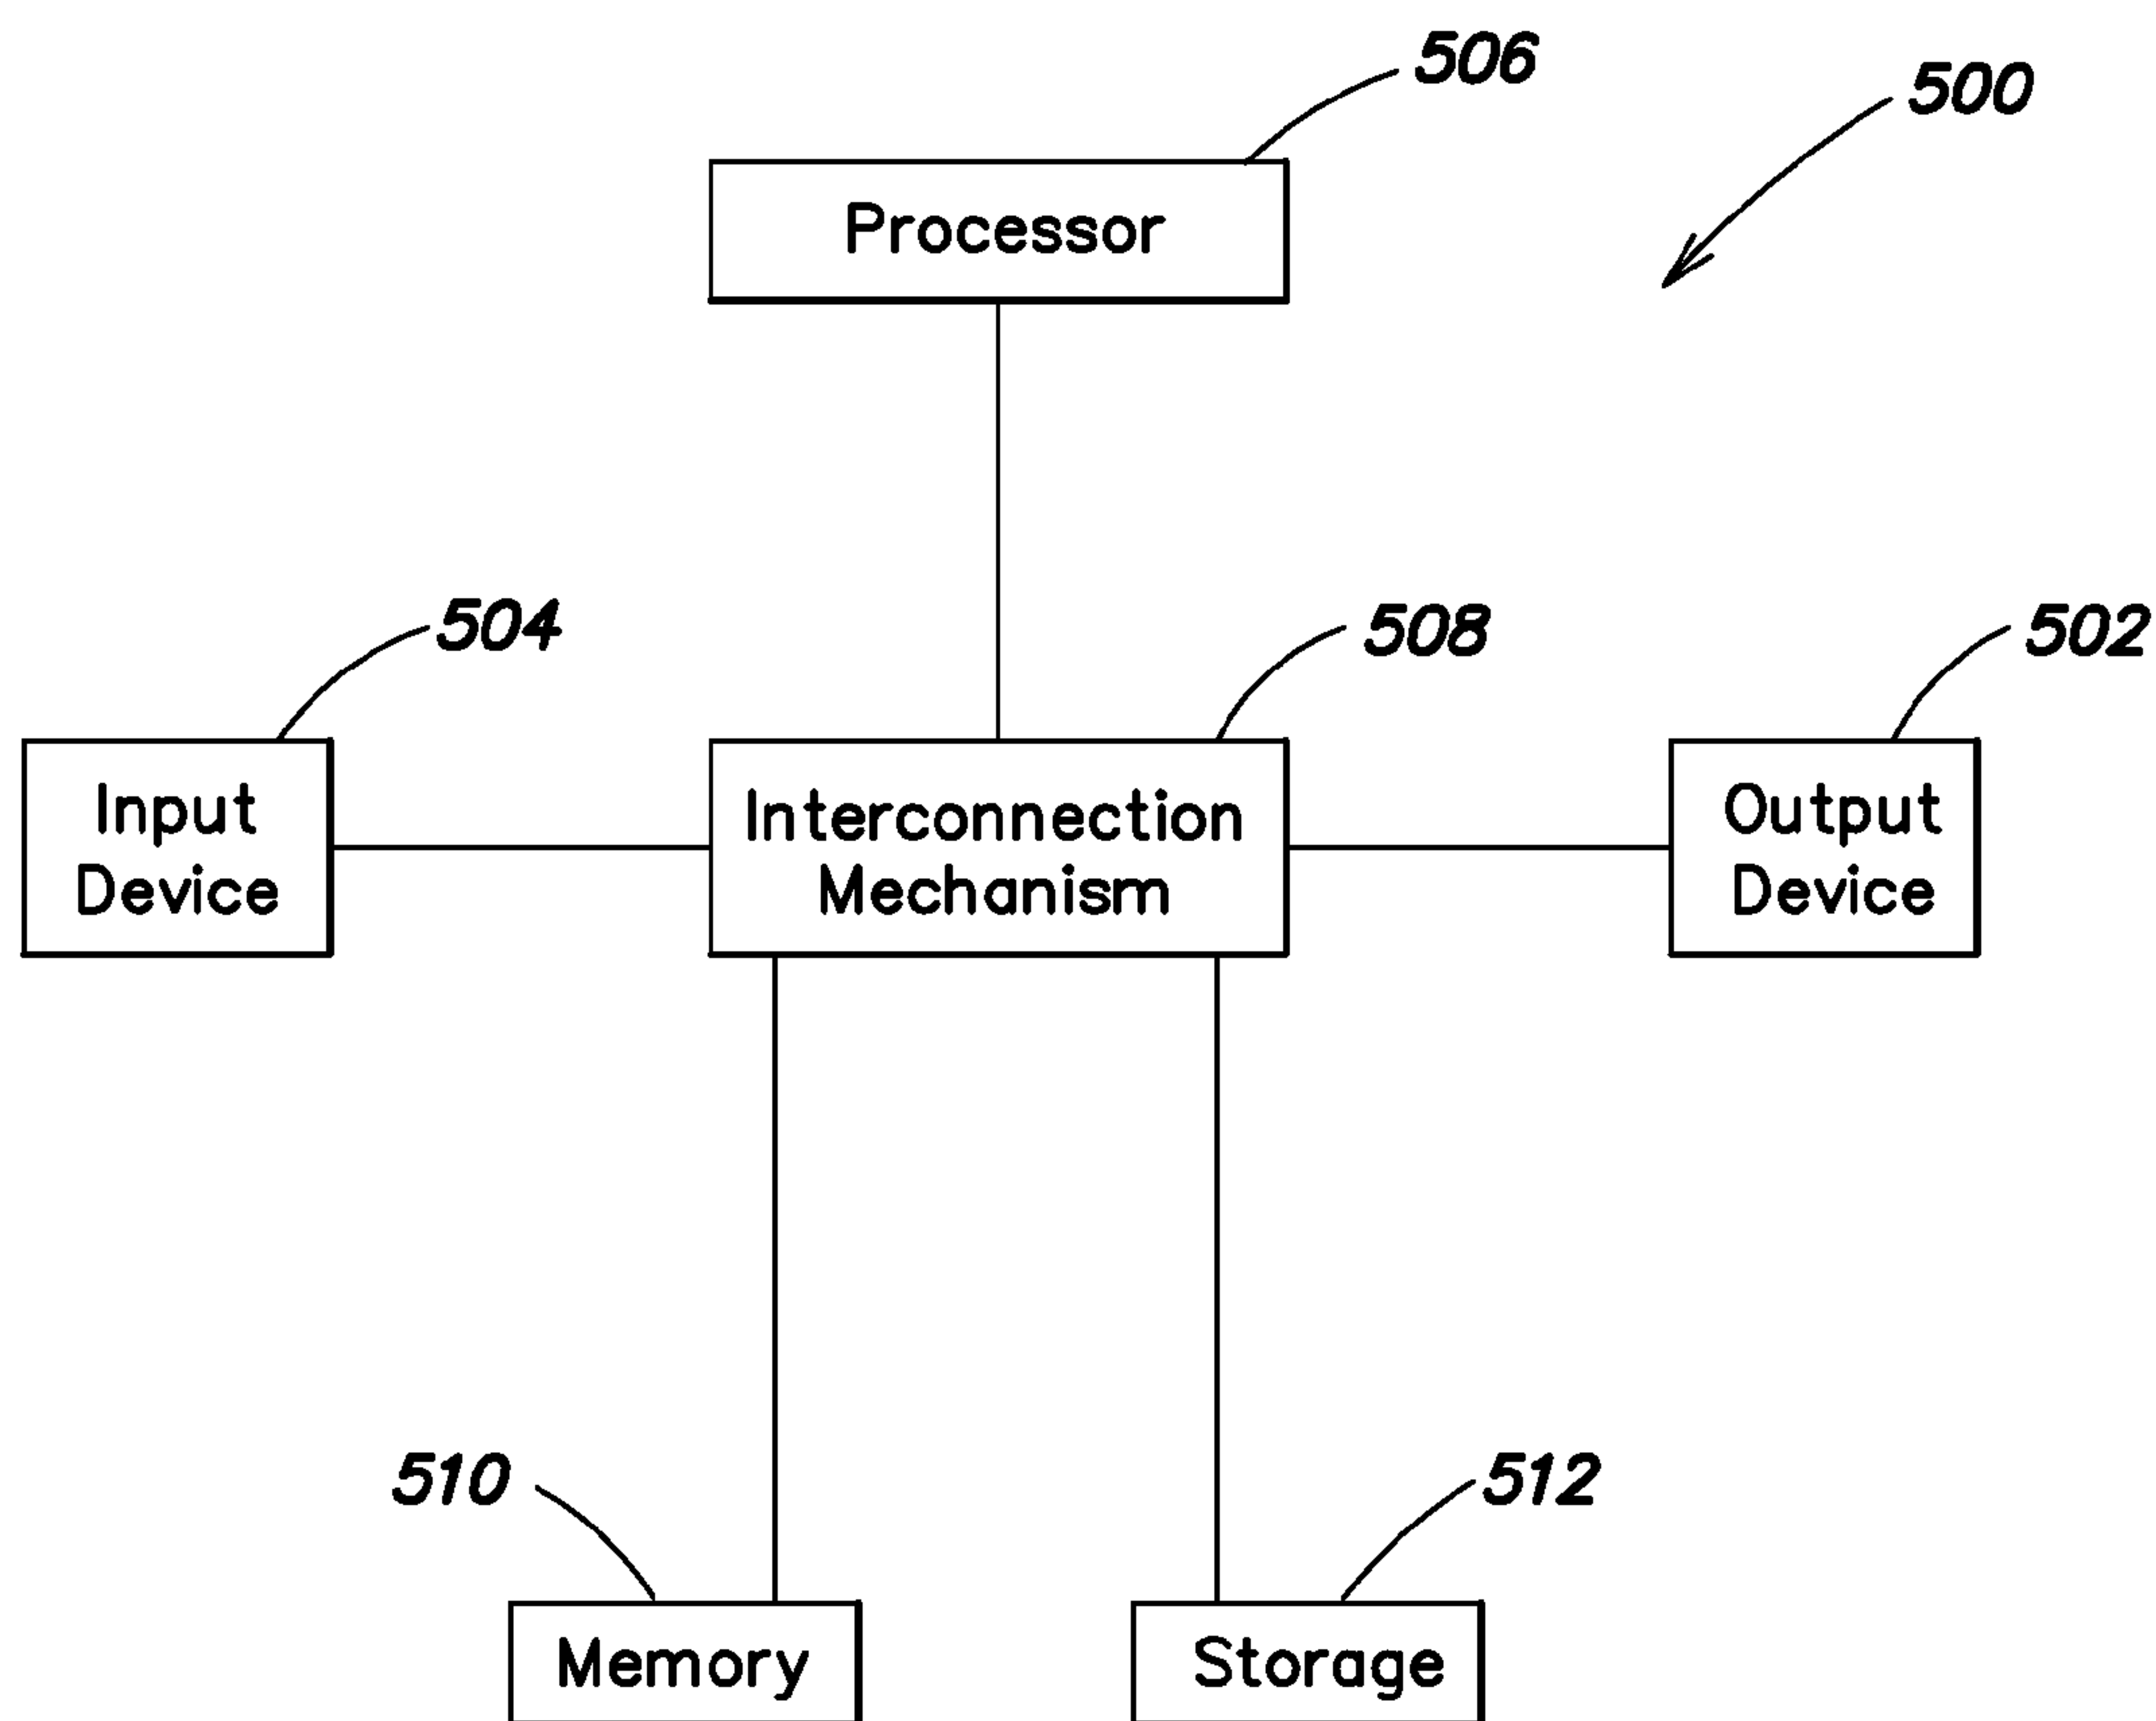 506
500
Processor
504
508
502
Input
Device
Interconnection
Mechanism
Output
Device
510
512
Memory
Storage